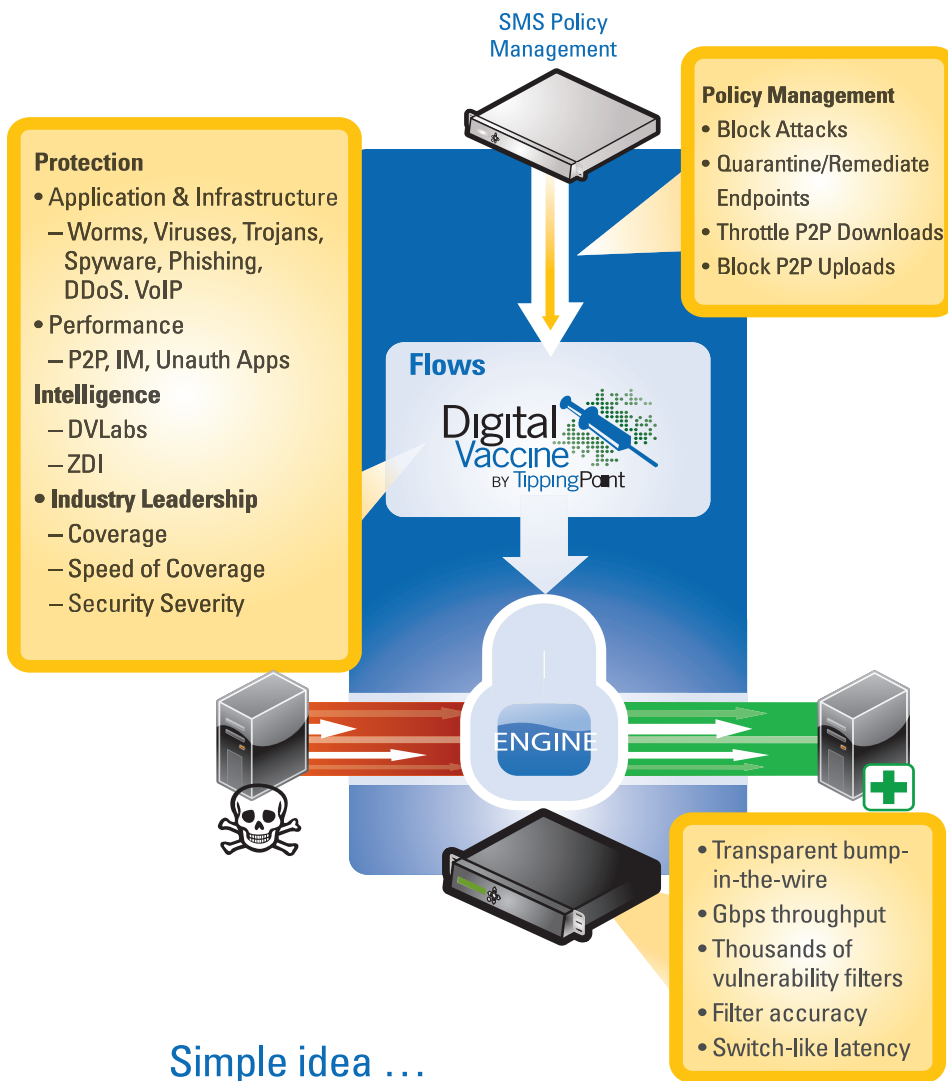 SMS Policy
Management
Policy Management
• Block Attacks
• Quarantine/Remediate
Endpoints
• Throttle P2P Downloads
• Block P2P Uploads
Protection
• Application & Infrastructure
– Worms, Viruses, Trojans,
Spyware, Phishing,
DDoS. VoIP
• Performance
– P2P, IM, Unauth Apps
Intelligence
– DVLabs
– ZDI
• Industry Leadership
– Coverage
– Speed of Coverage
– Security Severity
Flows
Digital
Vaccine
BY TippingPoint
ENGINE
• Transparent bump-
in-the-wire
• Gbps throughput
• Thousands of
vulnerability filters
• Filter accuracy
• Switch-like latency
Simple idea …